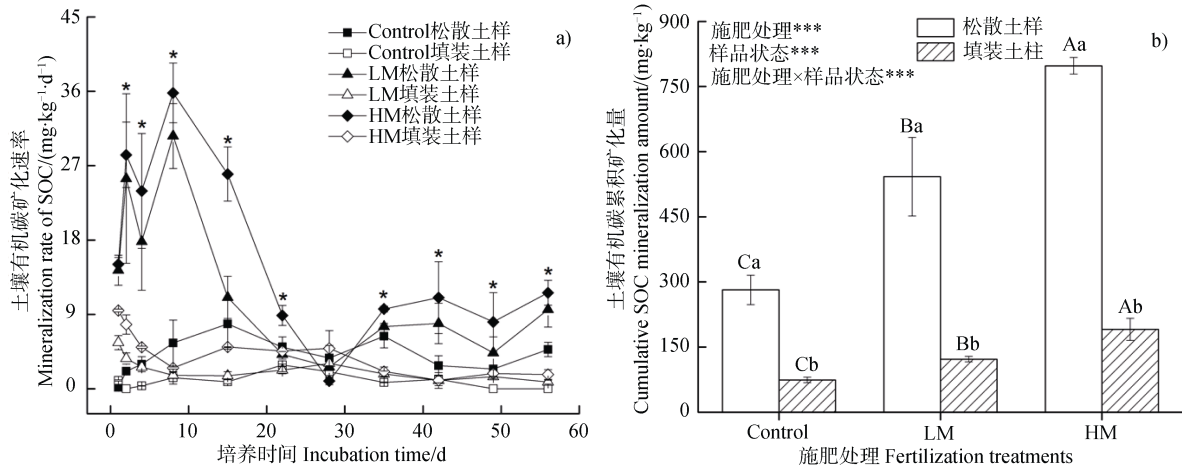 a)
45
36
27
18
9
0
土壤有机碳矿化速率
Mineralization rate of SOC/(mg·kg⁻¹·d⁻¹)
Control松散土样
Control填装土样
LM松散土样
LM填装土样
HM松散土样
HM填装土样
* * * * * * * * *
0 10 20 30 40 50 60
培养时间 Incubation time/d
b)
900
750
600
450
300
150
0
土壤有机碳累积矿化量
Cumulative SOC mineralization amount/(mg·kg⁻¹)
施肥处理***
样品状态***
施肥处理×样品状态***
松散土样
填装土柱
Ca
Cb
Ba
Bb
Aa
Ab
Control LM HM
施肥处理 Fertilization treatments